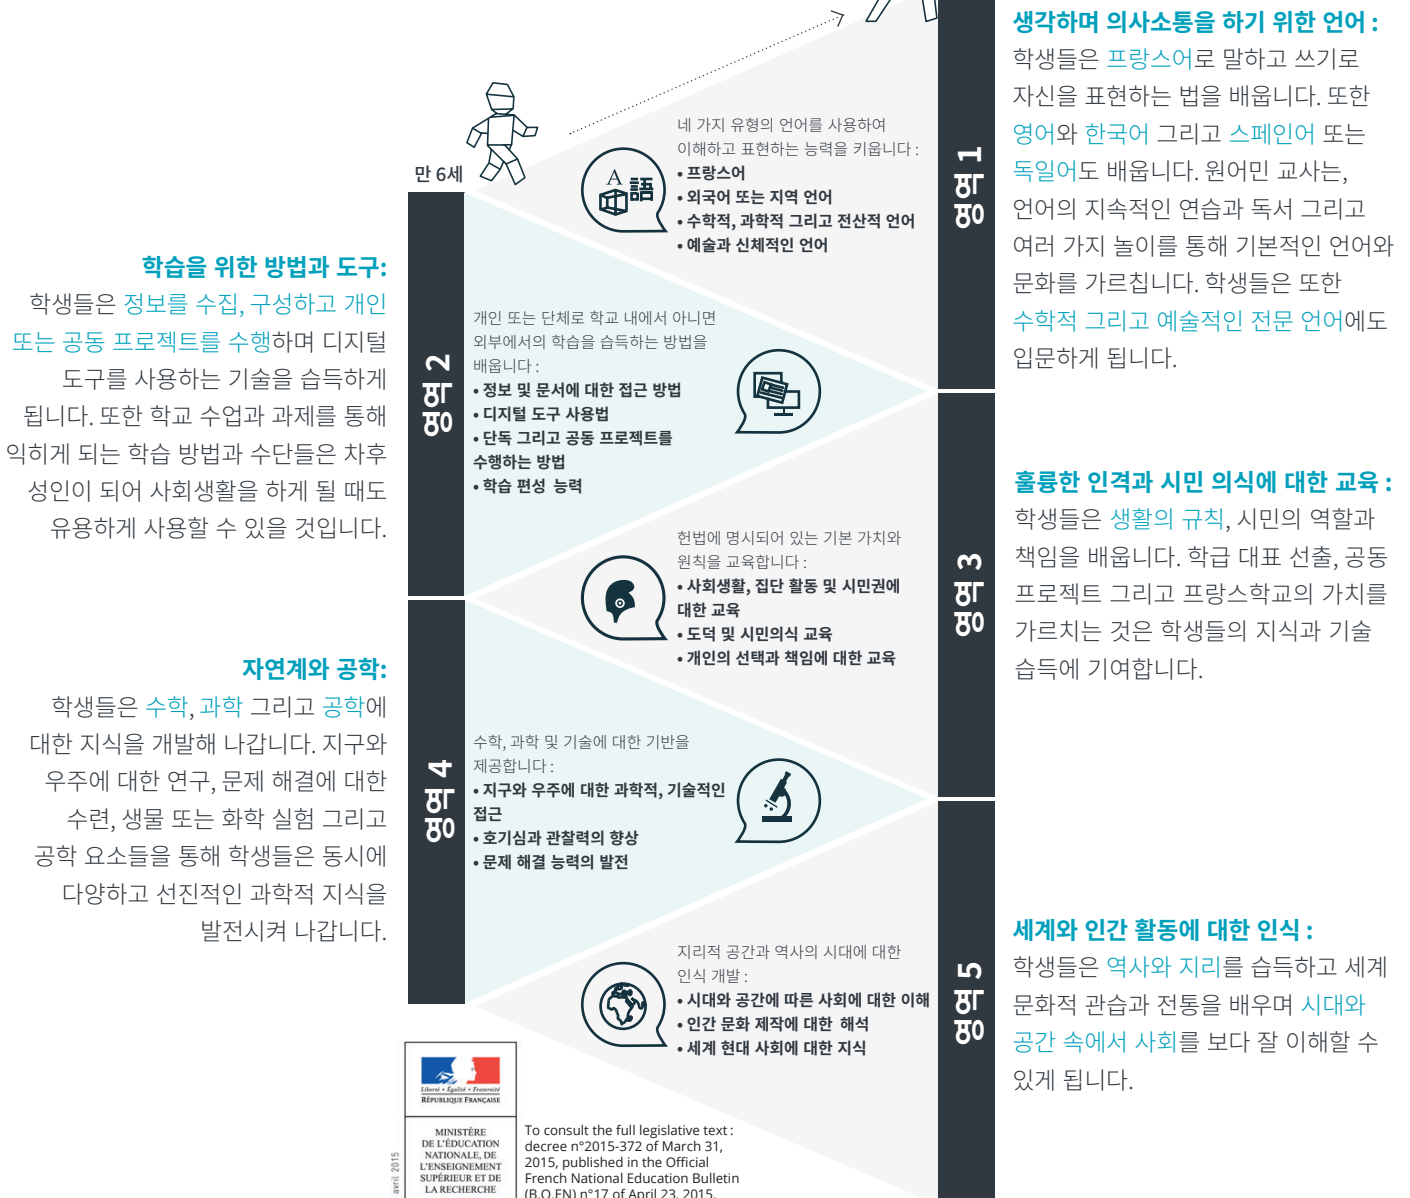 생각하며 의사소통을 하기 위한 언어 :
학생들은 프랑스어로 말하고 쓰기로
자신을 표현하는 법을 배웁니다. 또한
영어와 한국어 그리고 스페인어 또는
독일어도 배웁니다. 원어민 교사는,
언어의 지속적인 연습과 독서 그리고
여러 가지 놀이를 통해 기본적인 언어와
문화를 가르칩니다. 학생들은 또한
수학적 그리고 예술적인 전문 언어에도
입문하게 됩니다.
만 6세
네 가지 유형의 언어를 사용하여
이해하고 표현하는 능력을 키웁니다 :
• 프랑스어
• 외국어 또는 지역 언어
• 수학적, 과학적 그리고 전산적 언어
• 예술과 신체적인 언어
A 語
영역 1
학습을 위한 방법과 도구:
학생들은 정보를 수집, 구성하고 개인
또는 공동 프로젝트를 수행하며 디지털
도구를 사용하는 기술을 습득하게
됩니다. 또한 학교 수업과 과제를 통해
익히게 되는 학습 방법과 수단들은 차후
성인이 되어 사회생활을 하게 될 때도
유용하게 사용할 수 있을 것입니다.
영역 2
개인 또는 단체로 학교 내에서 아니면
외부에서의 학습을 습득하는 방법을
배웁니다 :
• 정보 및 문서에 대한 접근 방법
• 디지털 도구 사용법
• 단독 그리고 공동 프로젝트를
수행하는 방법
• 학습 편성 능력
훌륭한 인격과 시민 의식에 대한 교육 :
학생들은 생활의 규칙, 시민의 역할과
책임을 배웁니다. 학급 대표 선출, 공동
프로젝트 그리고 프랑스학교의 가치를
가르치는 것은 학생들의 지식과 기술
습득에 기여합니다.
헌법에 명시되어 있는 기본 가치와
원칙을 교육합니다 :
• 사회생활, 집단 활동 및 시민권에
대한 교육
• 도덕 및 시민의식 교육
• 개인의 선택과 책임에 대한 교육
영역 3
자연계와 공학:
학생들은 수학, 과학 그리고 공학에
대한 지식을 개발해 나갑니다. 지구와
우주에 대한 연구, 문제 해결에 대한
수련, 생물 또는 화학 실험 그리고
공학 요소들을 통해 학생들은 동시에
다양하고 선진적인 과학적 지식을
발전시켜 나갑니다.
영역 4
수학, 과학 및 기술에 대한 기반을
제공합니다 :
• 지구와 우주에 대한 과학적, 기술적인
접근
• 호기심과 관찰력의 향상
• 문제 해결 능력의 발전
세계와 인간 활동에 대한 인식 :
학생들은 역사와 지리를 습득하고 세계
문화적 관습과 전통을 배우며 시대와
공간 속에서 사회를 보다 잘 이해할 수
있게 됩니다.
지리적 공간과 역사의 시대에 대한
인식 개발 :
• 시대와 공간에 따른 사회에 대한 이해
• 인간 문화 제작에 대한 해석
• 세계 현대 사회에 대한 지식
영역 5
Liberté • Égalité • Fraternité
RÉPUBLIQUE FRANÇAISE
MINISTÈRE
DE L'ÉDUCATION
NATIONALE, DE
L'ENSEIGNEMENT
SUPÉRIEUR ET DE
LA RECHERCHE
avril 2015
To consult the full legislative text :
decree n°2015-372 of March 31,
2015, published in the Official
French National Education Bulletin
(B.O.EN) n°17 of April 23, 2015.